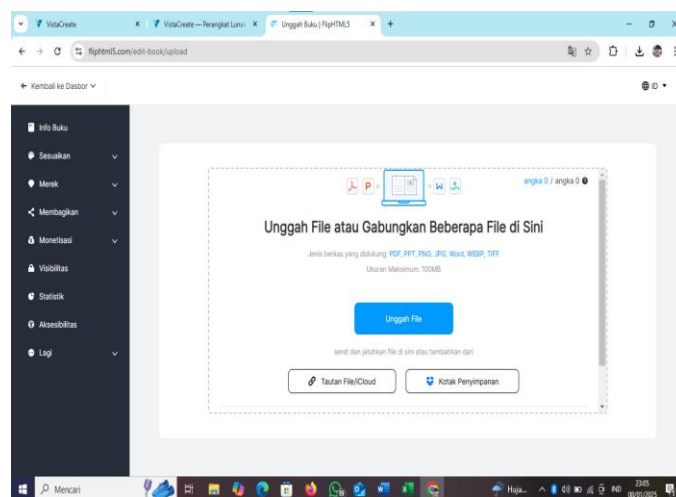 VistaCreate
VistaCreate — Perangkat Lunak
Unggah Buku | FlipHTML5
fliphtml5.com/edit-book/upload
Kembali ke Dasbor
ID
Info Buku
Sesuaikan
Merek
Membagikan
Monetisasi
Visibilitas
Statistik
Aksesibilitas
Lagi
angka 0 / angka 0
Unggah File atau Gabungkan Beberapa File di Sini
Jenis berkas yang didukung: PDF, PPT, PNG, JPG, Word, WEBP, TIFF
Ukuran Maksimum: 100MB
Unggah File
seret dan jatuhkan file di sini atau tambahkan dari
Tautan File/iCloud
Kotak Penyimpanan
Mencari
Huja...
IND
23:05
08/01/2025